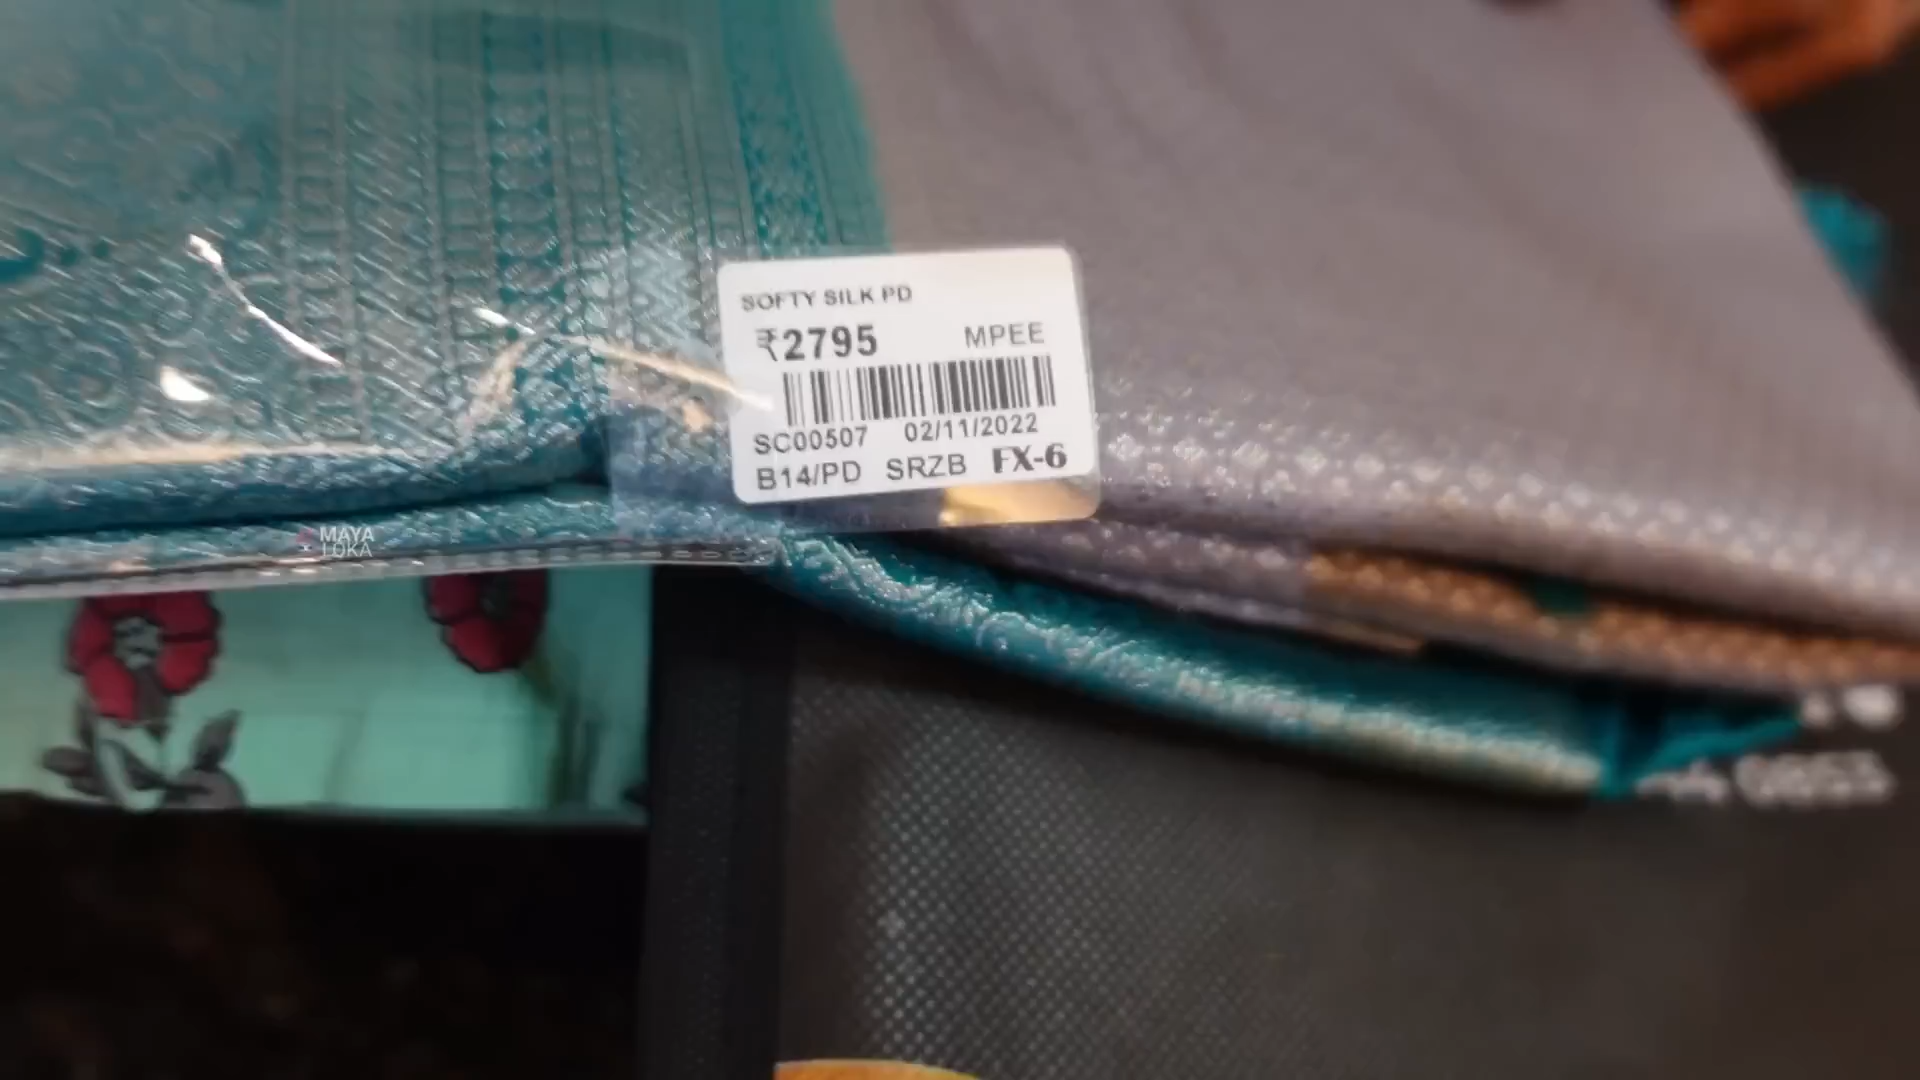 SOFTY SILK PD
₹2795 MPEE
SC00507 02/11/2022
B14/PD SRZB FX-6
MAYA
LOKA